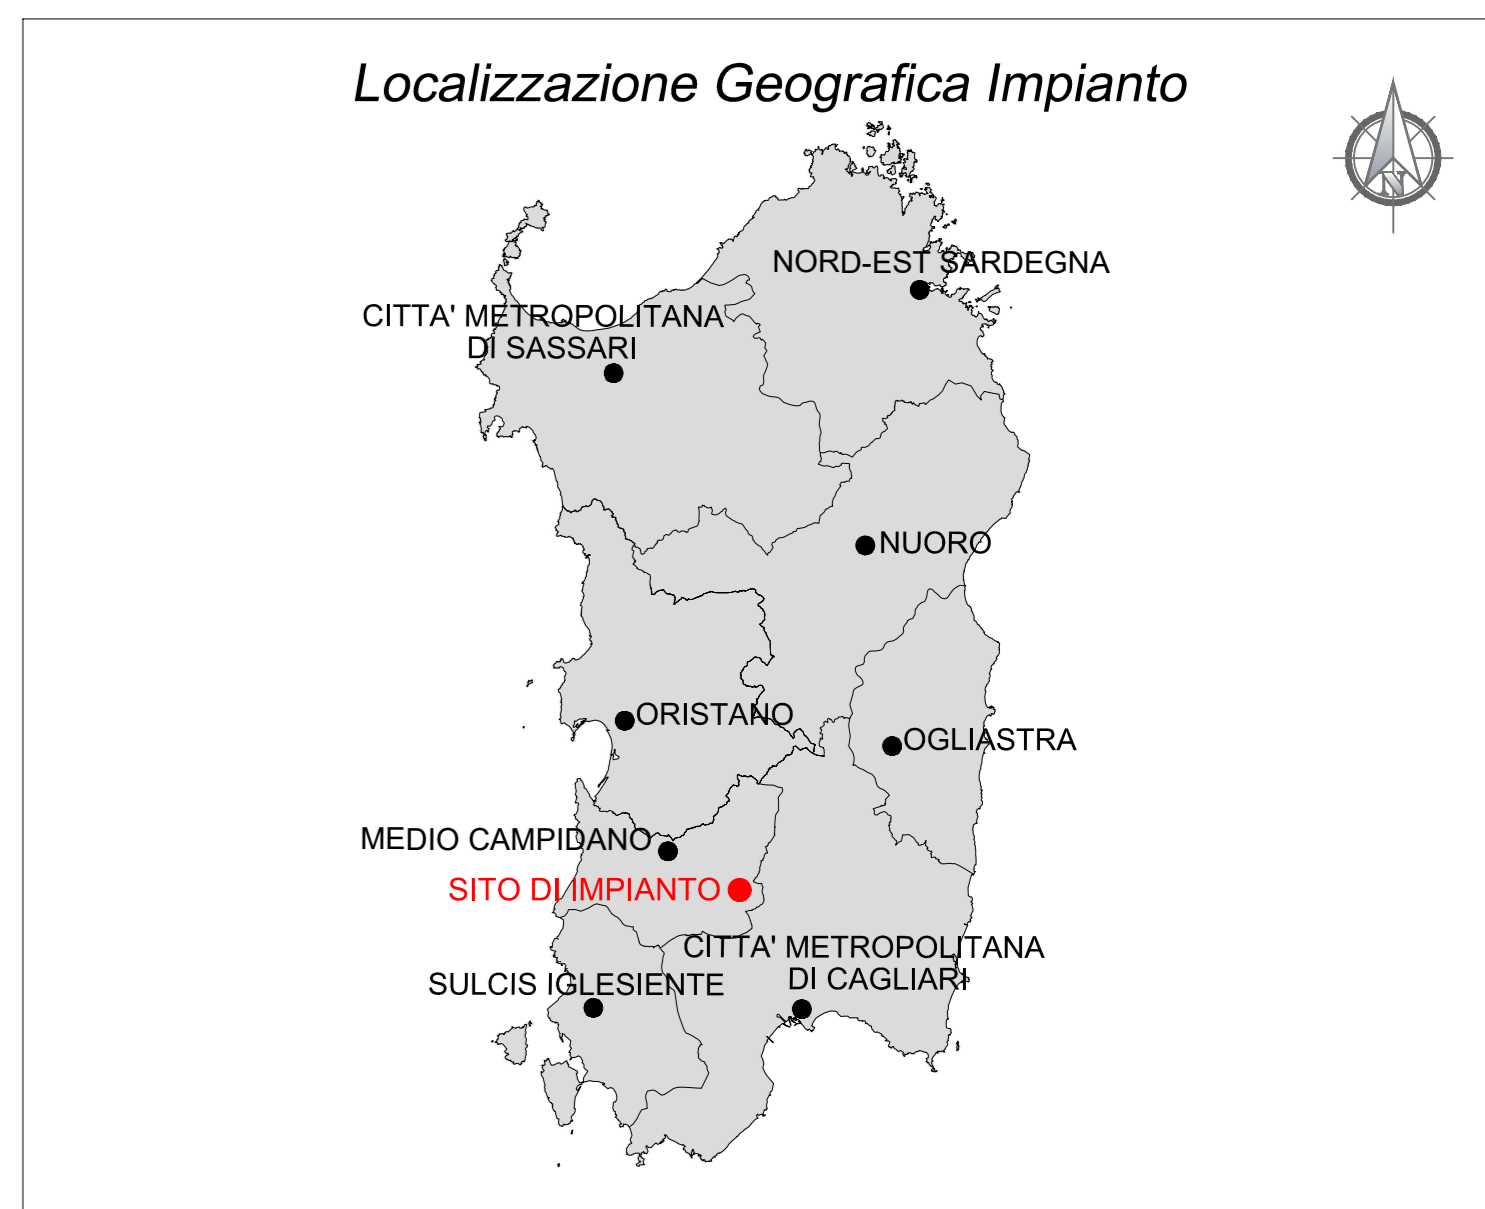 Localizzazione Geografica Impianto
N
NORD-EST SARDEGNA
CITTA' METROPOLITANA
DI SASSARI
NUORO
ORISTANO
OGLIASTRA
MEDIO CAMPIDANO
SITO DI IMPIANTO
CITTA' METROPOLITANA
DI CAGLIARI
SULCIS IGLESIENTE